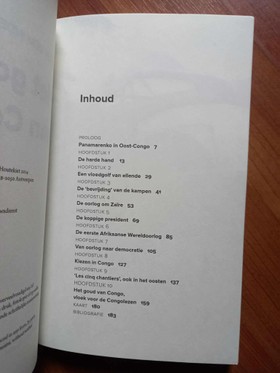 Inhoud
PROLOOG
Panamarenko in Oost-Congo 7
HOOFDSTUK 1
De harde hand 13
HOOFDSTUK 2
Een vloedgolf van ellende 29
HOOFDSTUK 3
De 'bevrijding' van de kampen 41
HOOFDSTUK 4
De oorlog om Zaïre 53
HOOFDSTUK 5
De koppige president 69
HOOFDSTUK 6
De eerste Afrikaanse Wereldoorlog 85
HOOFDSTUK 7
Van oorlog naar democratie 105
HOOFDSTUK 8
Kiezen in Congo 127
HOOFDSTUK 9
'Les cinq chantiers', ook in het oosten 137
HOOFDSTUK 10
Het goud van Congo,
vloek voor de Congolezen 159
KAART 180
BIBLIOGRAFIE 183